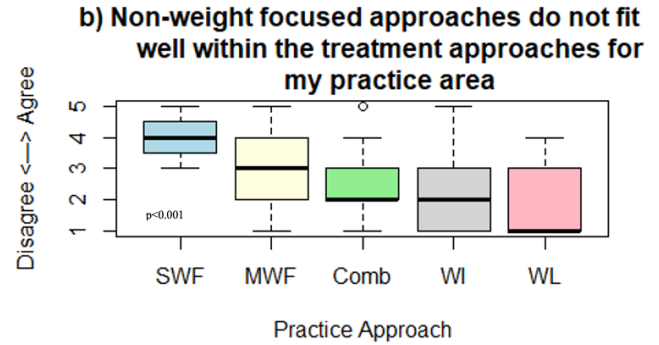 b) Non-weight focused approaches do not fit
well within the treatment approaches for
my practice area
Disagree <—> Agree
5
4
3
2
1
p<0.001
SWF MWF Comb WI WL
Practice Approach